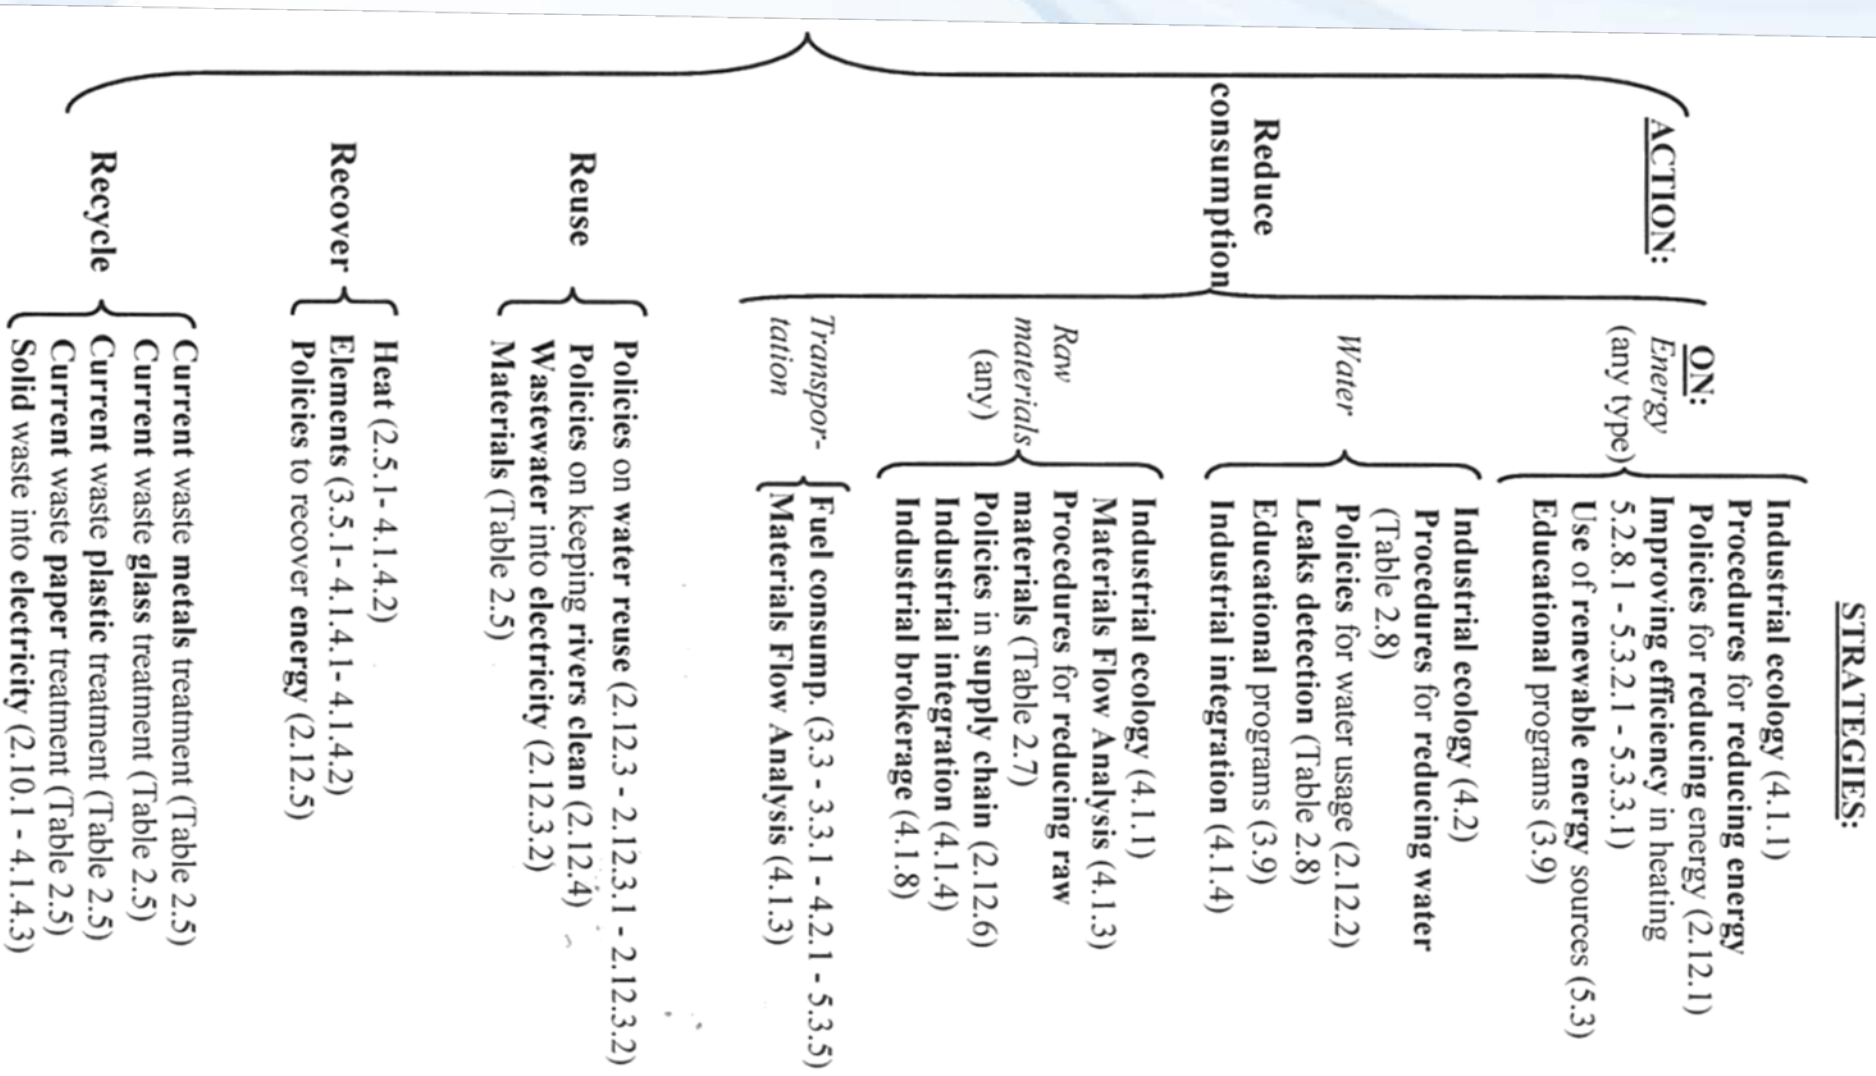 STRATEGIES:
ACTION:
ON:
Reduce
consumption
Energy
(any type)
Industrial ecology (4.1.1)
Procedures for reducing energy
Policies for reducing energy (2.12.1)
Improving efficiency in heating
5.2.8.1 - 5.3.2.1 - 5.3.3.1)
Use of renewable energy sources (5.3)
Educational programs (3.9)
Water
Industrial ecology (4.2)
Procedures for reducing water
(Table 2.8)
Policies for water usage (2.12.2)
Leaks detection (Table 2.8)
Educational programs (3.9)
Industrial integration (4.1.4)
Raw
materials
(any)
Industrial ecology (4.1.1)
Materials Flow Analysis (4.1.3)
Procedures for reducing raw
materials (Table 2.7)
Policies in supply chain (2.12.6)
Industrial integration (4.1.4)
Industrial brokerage (4.1.8)
Transpor-
tation
Fuel consump. (3.3 - 3.3.1 - 4.2.1 - 5.3.5)
Materials Flow Analysis (4.1.3)
Reuse
Policies on water reuse (2.12.3 - 2.12.3.1 - 2.12.3.2)
Policies on keeping rivers clean (2.12.4)
Wastewater into electricity (2.12.3.2)
Materials (Table 2.5)
Recover
Heat (2.5.1- 4.1.4.2)
Elements (3.5.1- 4.1.4.1- 4.1.4.2)
Policies to recover energy (2.12.5)
Recycle
Current waste metals treatment (Table 2.5)
Current waste glass treatment (Table 2.5)
Current waste plastic treatment (Table 2.5)
Current waste paper treatment (Table 2.5)
Solid waste into electricity (2.10.1 - 4.1.4.3)